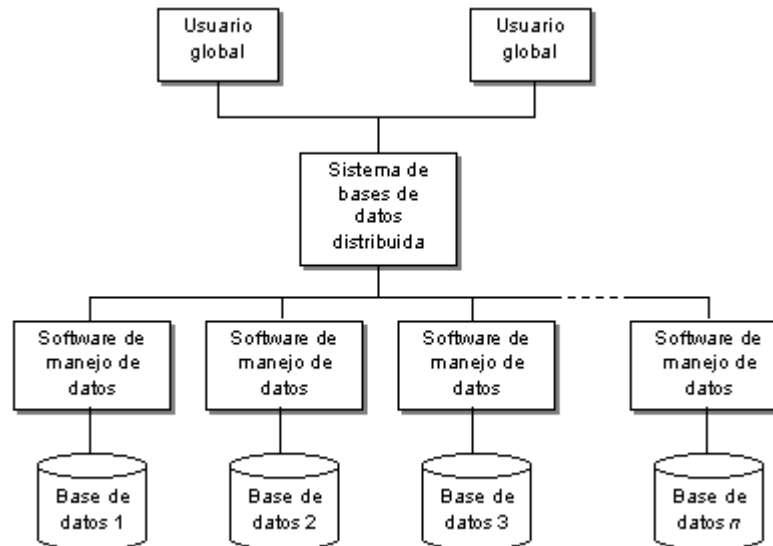 Usuario
global
Usuario
global
Sistema de
bases de
datos
distribuida
Software de
manejo de
datos
Software de
manejo de
datos
Software de
manejo de
datos
Software de
manejo de
datos
Base de
datos 1
Base de
datos 2
Base de
datos 3
Base de
datos n